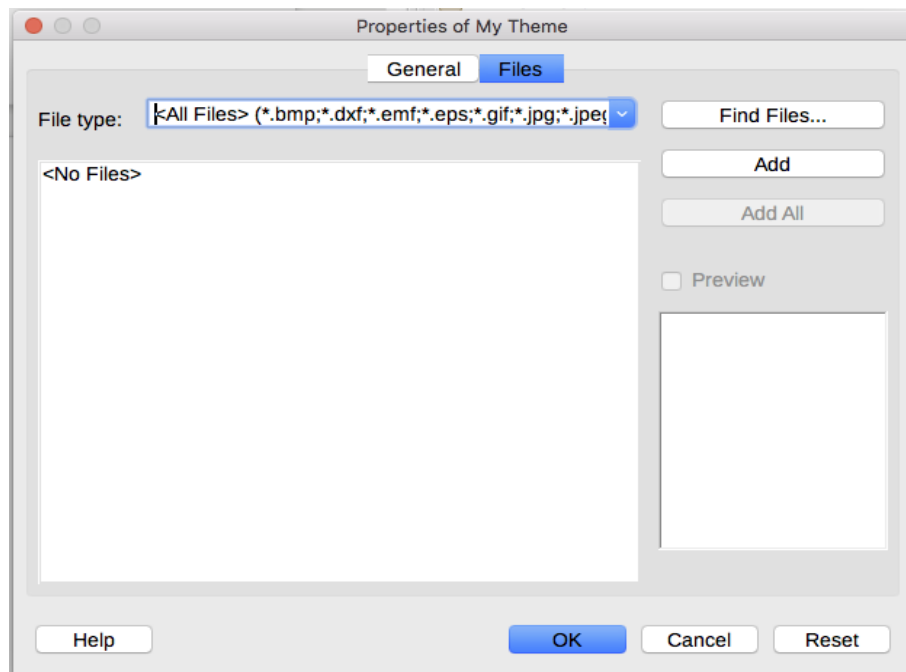 Properties of My Theme
General Files
File type: <All Files> (*.bmp;*.dxf;*.emf;*.eps;*.gif;*.jpg;*.jpeg Find Files...
<No Files> Add
Add All
Preview
Help OK Cancel Reset